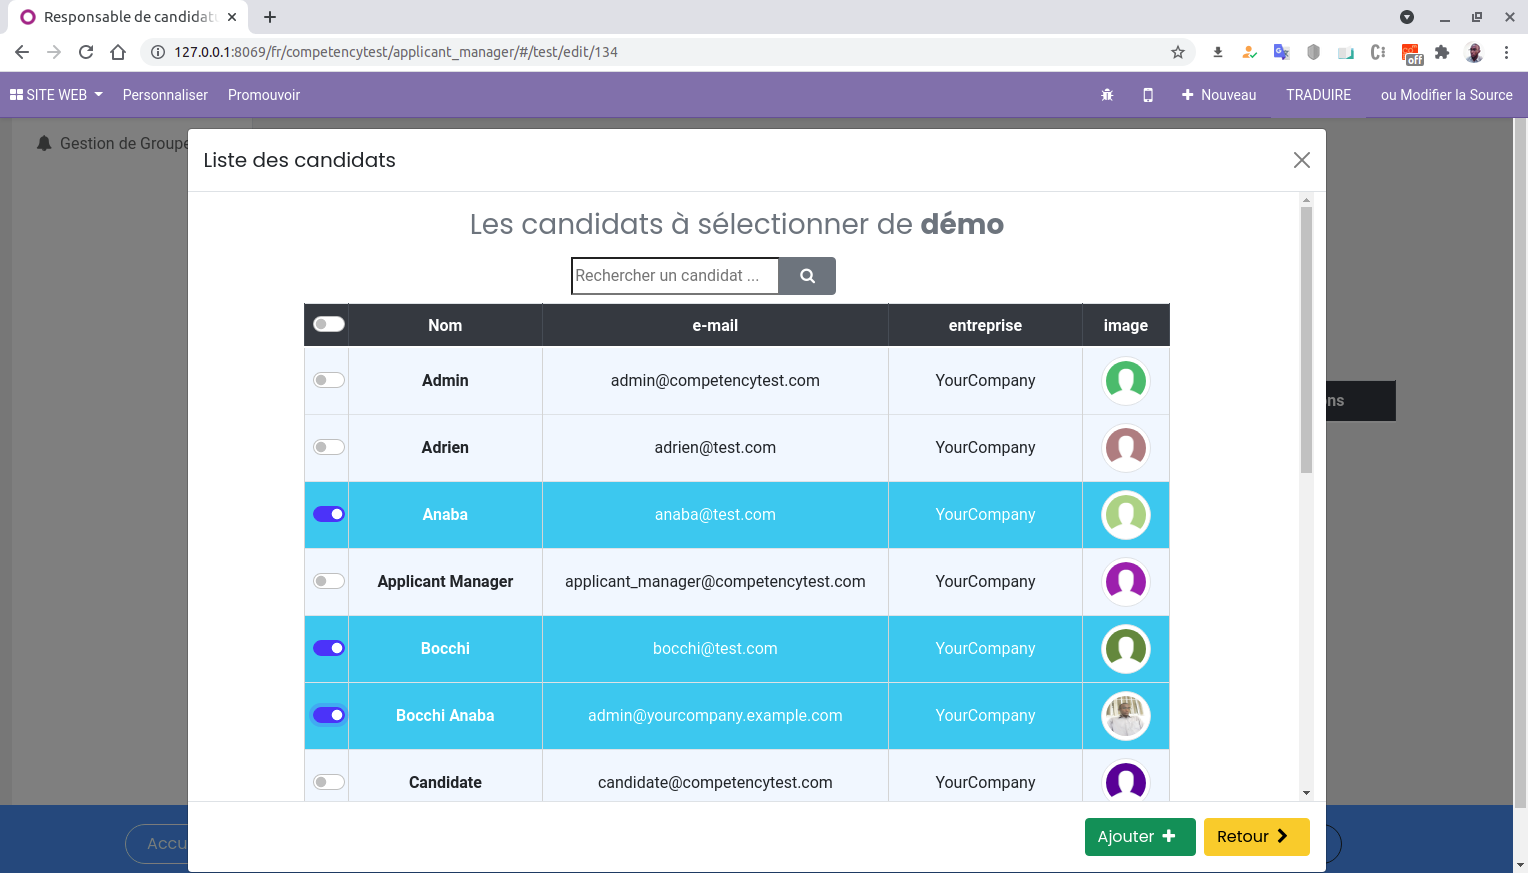 Responsable de candidatu
127.0.0.1:8069/fr/competencytest/applicant_manager/#/test/edit/134
off
SITE WEB Personnaliser Promouvoir Nouveau TRADUIRE ou Modifier la Source
Gestion de Groupe
Liste des candidats
Les candidats à sélectionner de démo
Rechercher un candidat ...
Nom e-mail entreprise image
Admin admin@competencytest.com YourCompany
ons
Adrien adrien@test.com YourCompany
Anaba anaba@test.com YourCompany
Applicant Manager applicant_manager@competencytest.com YourCompany
Bocchi bocchi@test.com YourCompany
Bocchi Anaba admin@yourcompany.example.com YourCompany
Candidate candidate@competencytest.com YourCompany
Accu
Ajouter Retour